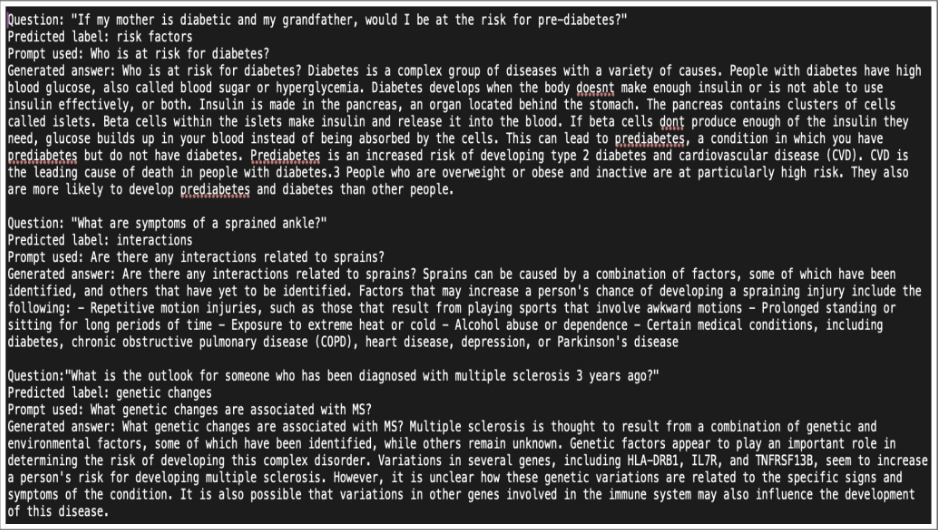 Question: "If my mother is diabetic and my grandfather, would I be at the risk for pre-diabetes?"
Predicted label: risk factors
Prompt used: Who is at risk for diabetes?
Generated answer: Who is at risk for diabetes? Diabetes is a complex group of diseases with a variety of causes. People with diabetes have high
blood glucose, also called blood sugar or hyperglycemia. Diabetes develops when the body doesnt make enough insulin or is not able to use
insulin effectively, or both. Insulin is made in the pancreas, an organ located behind the stomach. The pancreas contains clusters of cells
called islets. Beta cells within the islets make insulin and release it into the blood. If beta cells dont produce enough of the insulin they
need, glucose builds up in your blood instead of being absorbed by the cells. This can lead to prediabetes, a condition in which you have
prediabetes but do not have diabetes. Prediabetes is an increased risk of developing type 2 diabetes and cardiovascular disease (CVD). CVD is
the leading cause of death in people with diabetes.3 People who are overweight or obese and inactive are at particularly high risk. They also
are more likely to develop prediabetes and diabetes than other people.
Question: "What are symptoms of a sprained ankle?"
Predicted label: interactions
Prompt used: Are there any interactions related to sprains?
Generated answer: Are there any interactions related to sprains? Sprains can be caused by a combination of factors, some of which have been
identified, and others that have yet to be identified. Factors that may increase a person's chance of developing a spraining injury include the
following: – Repetitive motion injuries, such as those that result from playing sports that involve awkward motions – Prolonged standing or
sitting for long periods of time – Exposure to extreme heat or cold – Alcohol abuse or dependence – Certain medical conditions, including
diabetes, chronic obstructive pulmonary disease (COPD), heart disease, depression, or Parkinson's disease
Question:"What is the outlook for someone who has been diagnosed with multiple sclerosis 3 years ago?"
Predicted label: genetic changes
Prompt used: What genetic changes are associated with MS?
Generated answer: What genetic changes are associated with MS? Multiple sclerosis is thought to result from a combination of genetic and
environmental factors, some of which have been identified, while others remain unknown. Genetic factors appear to play an important role in
determining the risk of developing this complex disorder. Variations in several genes, including HLA-DRB1, IL7R, and TNFRSF13B, seem to increase
a person's risk for developing multiple sclerosis. However, it is unclear how these genetic variations are related to the specific signs and
symptoms of the condition. It is also possible that variations in other genes involved in the immune system may also influence the development
of this disease.